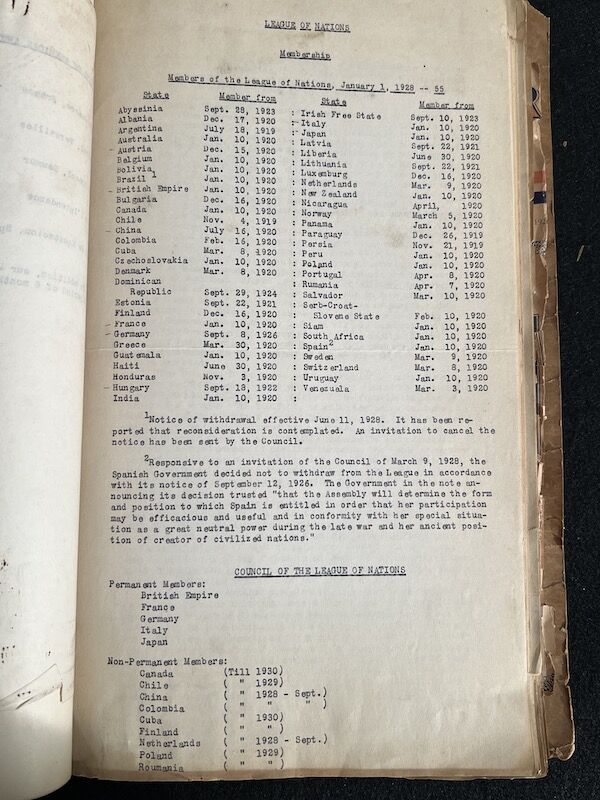 LEAGUE OF NATIONS
Membership
Members of the League of Nations, January 1, 1928 -- 55
State Member from State Member from
Abyssinia Sept. 28, 1923 : Irish Free State Sept. 10, 1923
Albania Dec. 17, 1920 : Italy Jan. 10, 1920
Argentina July 18, 1919 : Japan Jan. 10, 1920
Australia Jan. 10, 1920 : Latvia Sept. 22, 1921
Austria Dec. 15, 1920 : Liberia June 30, 1920
Belgium Jan. 10, 1920 : Lithuania Sept. 22, 1921
Bolivia Jan. 10, 1920 : Luxemburg Dec. 16, 1920
Brazil 1 Jan. 10, 1920 : Netherlands Mar. 9, 1920
British Empire Jan. 10, 1920 : New Zealand Jan. 10, 1920
Bulgaria Dec. 16, 1920 : Nicaragua April, 1920
Canada Jan. 10, 1920 : Norway March 5, 1920
Chile Nov. 4, 1919 : Panama Jan. 10, 1920
China July 16, 1920 : Paraguay Dec. 26, 1919
Colombia Feb. 16, 1920 : Persia Nov. 21, 1919
Cuba Mar. 8, 1920 : Peru Jan. 10, 1920
Czechoslovakia Jan. 10, 1920 : Poland Jan. 10, 1920
Denmark Mar. 8, 1920 : Portugal Apr. 8, 1920
Dominican : Rumania Apr. 7, 1920
Republic Sept. 29, 1924 : Salvador Mar. 10, 1920
Estonia Sept. 22, 1921 : Serb-Croat-
Finland Dec. 16, 1920 : Slovene State Feb. 10, 1920
France Jan. 10, 1920 : Siam Jan. 10, 1920
Germany Sept. 8, 1926 : South Africa Jan. 10, 1920
Greece Mar. 30, 1920 : Spain2 Jan. 10, 1920
Guatemala Jan. 10, 1920 : Sweden Mar. 9, 1920
Haiti June 30, 1920 : Switzerland Mar. 8, 1920
Honduras Nov. 3, 1920 : Uruguay Jan. 10, 1920
Hungary Sept. 18, 1922 : Venezuela Mar. 3, 1920
India Jan. 10, 1920 :
1Notice of withdrawal effective June 11, 1928. It has been re-
ported that reconsideration is contemplated. An invitation to cancel the
notice has been sent by the Council.
2Responsive to an invitation of the Council of March 9, 1928, the
Spanish Government decided not to withdraw from the League in accordance
with its notice of September 12, 1926. The Government in the note an-
nouncing its decision trusted "that the Assembly will determine the form
and position to which Spain is entitled in order that her participation
may be efficacious and useful and in conformity with her special situa-
tion as a great neutral power during the late war and her ancient posi-
tion of creator of civilized nations."
COUNCIL OF THE LEAGUE OF NATIONS
Permanent Members:
British Empire
France
Germany
Italy
Japan
Non-Permanent Members:
Canada (Till 1930)
Chile ( " 1929)
China ( " 1928 - Sept.)
Colombia ( " " " )
Cuba ( " 1930)
Finland ( " " )
Netherlands ( " 1928 - Sept.)
Poland ( " 1929)
Roumania ( " " )